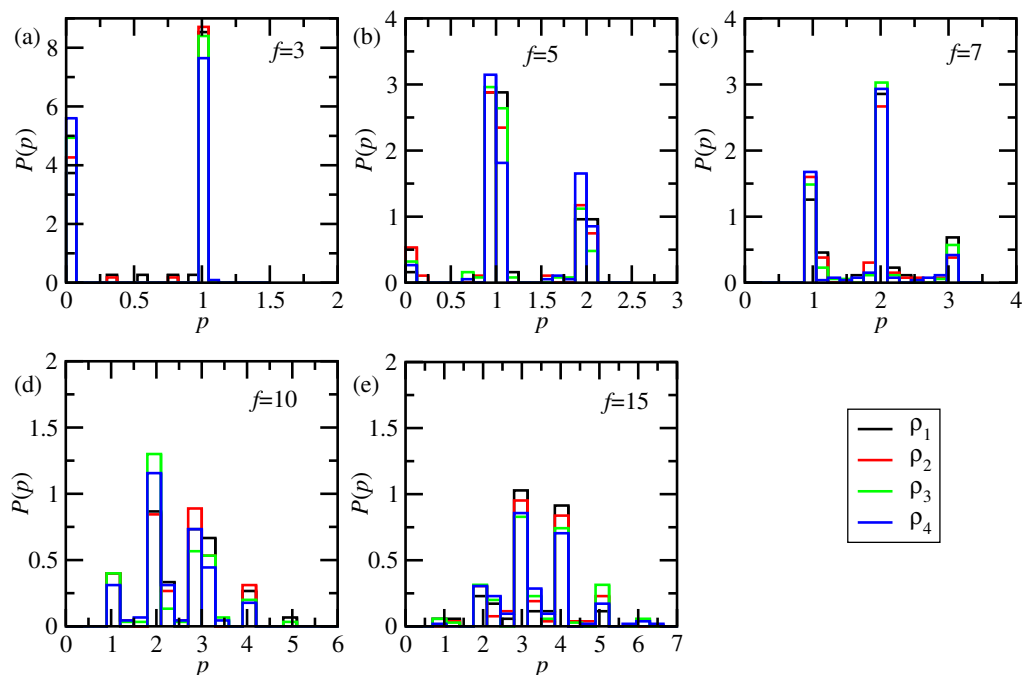 (a)
f=3
P(p)
8
6
4
2
0
0 0.5 1 1.5 2
p
(b)
f=5
P(p)
4
3
2
1
0
0 0.5 1 1.5 2 2.5 3
p
(c)
f=7
P(p)
4
3
2
1
0
0 1 2 3 4
p
(d)
f=10
P(p)
2
1.5
1
0.5
0
0 1 2 3 4 5 6
p
(e)
f=15
P(p)
2
1.5
1
0.5
0
0 1 2 3 4 5 6 7
p
ρ₁
ρ₂
ρ₃
ρ₄